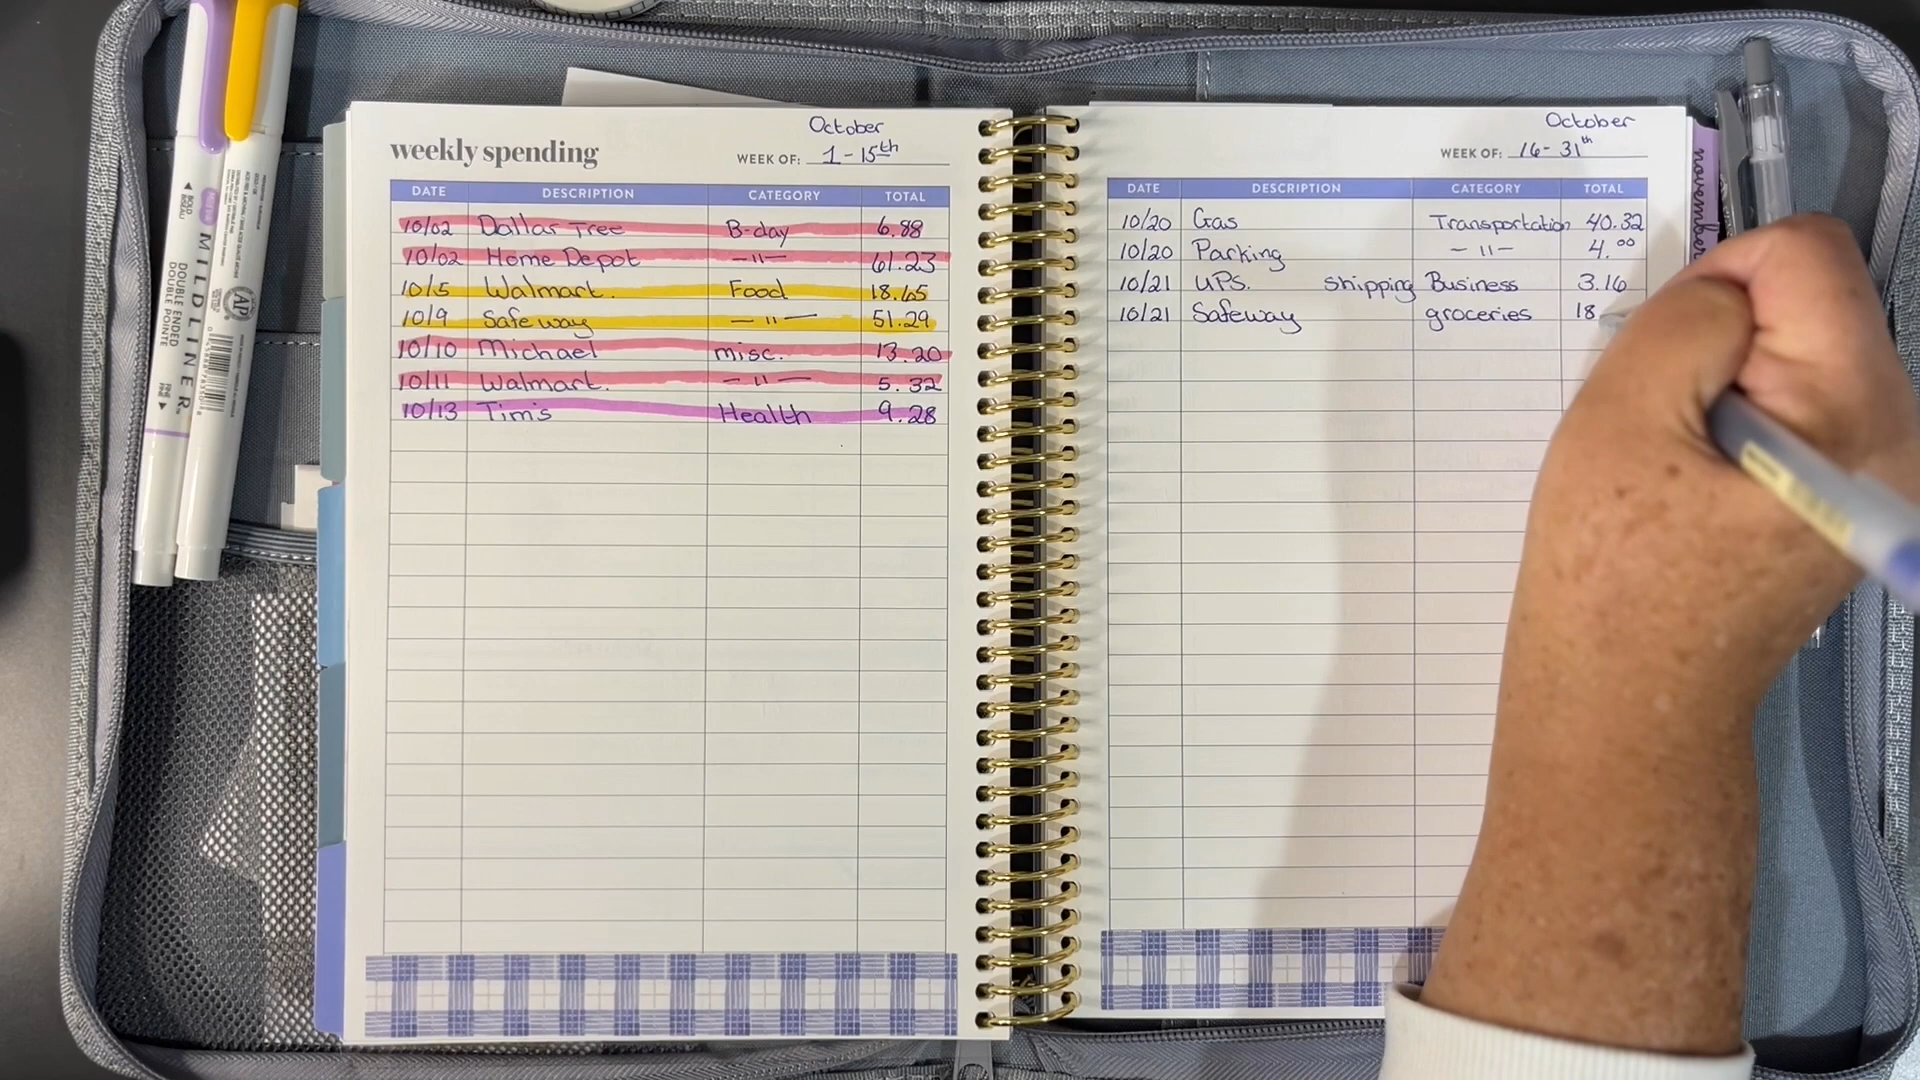 October
weekly spending WEEK OF: 1-15th
DATE DESCRIPTION CATEGORY TOTAL
10/02 Dollar Tree B-day 6.88
10/02 Home Depot -"- 61.23
10/5 Walmart. Food 18.65
10/9 Safeway -"- 51.29
10/10 Michael misc. 13.20
10/11 Walmart. -"- 5.32
10/13 Tim's Health 9.28
October
WEEK OF: 16-31th
DATE DESCRIPTION CATEGORY TOTAL
10/20 Gas Transportation 40.32
10/20 Parking -"- 4.00
10/21 UPS. Shipping Business 3.16
10/21 Safeway groceries 18
november
MILDLINER
DOUBLE ENDED
DOUBLE POINTE
BOLD
FINE
AP